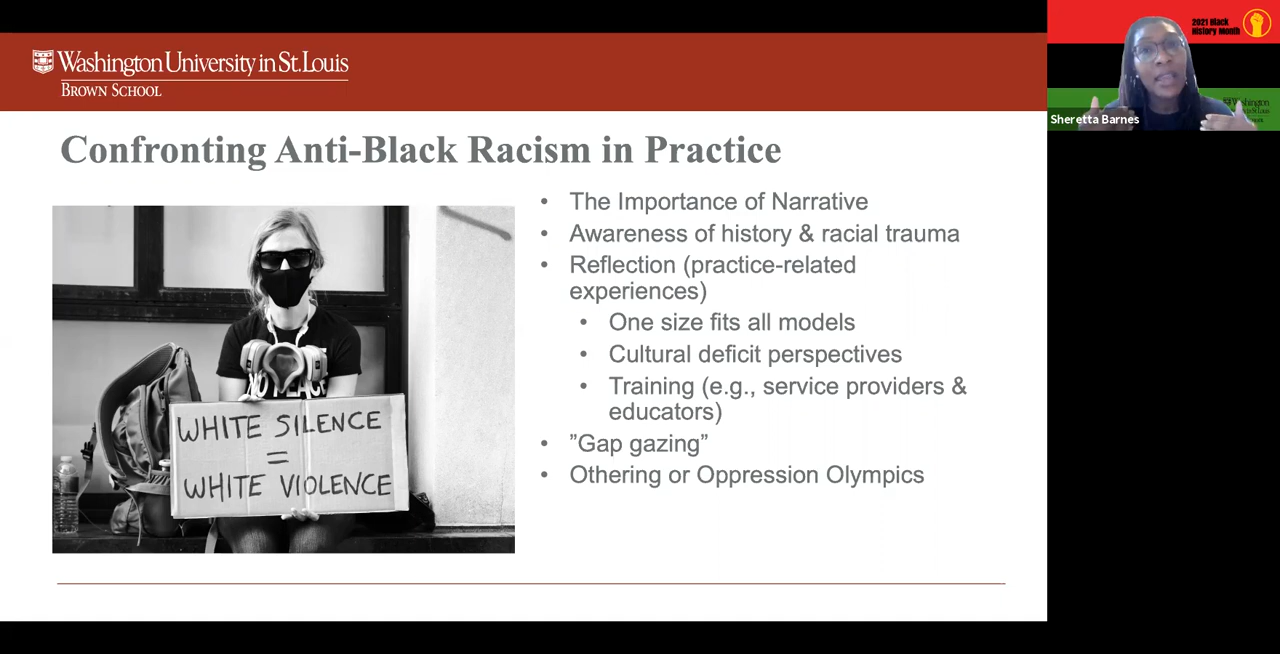 Washington University in St. Louis
BROWN SCHOOL
Confronting Anti-Black Racism in Practice
• The Importance of Narrative
• Awareness of history & racial trauma
• Reflection (practice-related
experiences)
• One size fits all models
• Cultural deficit perspectives
• Training (e.g., service providers &
educators)
• ”Gap gazing”
• Othering or Oppression Olympics
NO PEACE
WHITE SILENCE
=
WHITE VIOLENCE
2021 Black
History Month
Sheretta Barnes